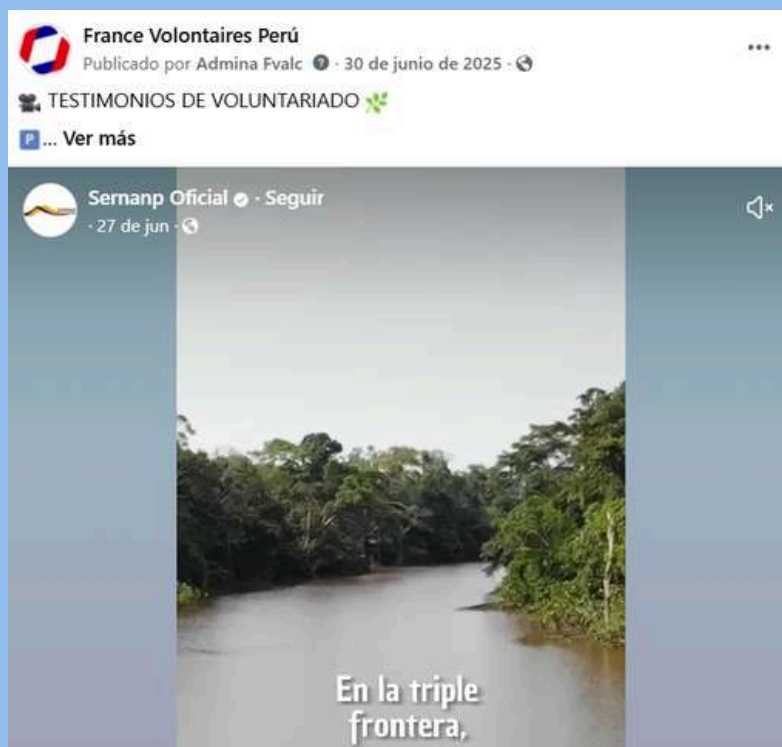 France Volontaires Perú
Publicado por Admina Fvalc ? · 30 de junio de 2025 ·
TESTIMONIOS DE VOLUNTARIADO
P ... Ver más
Sernanp Oficial · Seguir
· 27 de jun ·
En la triple
frontera,